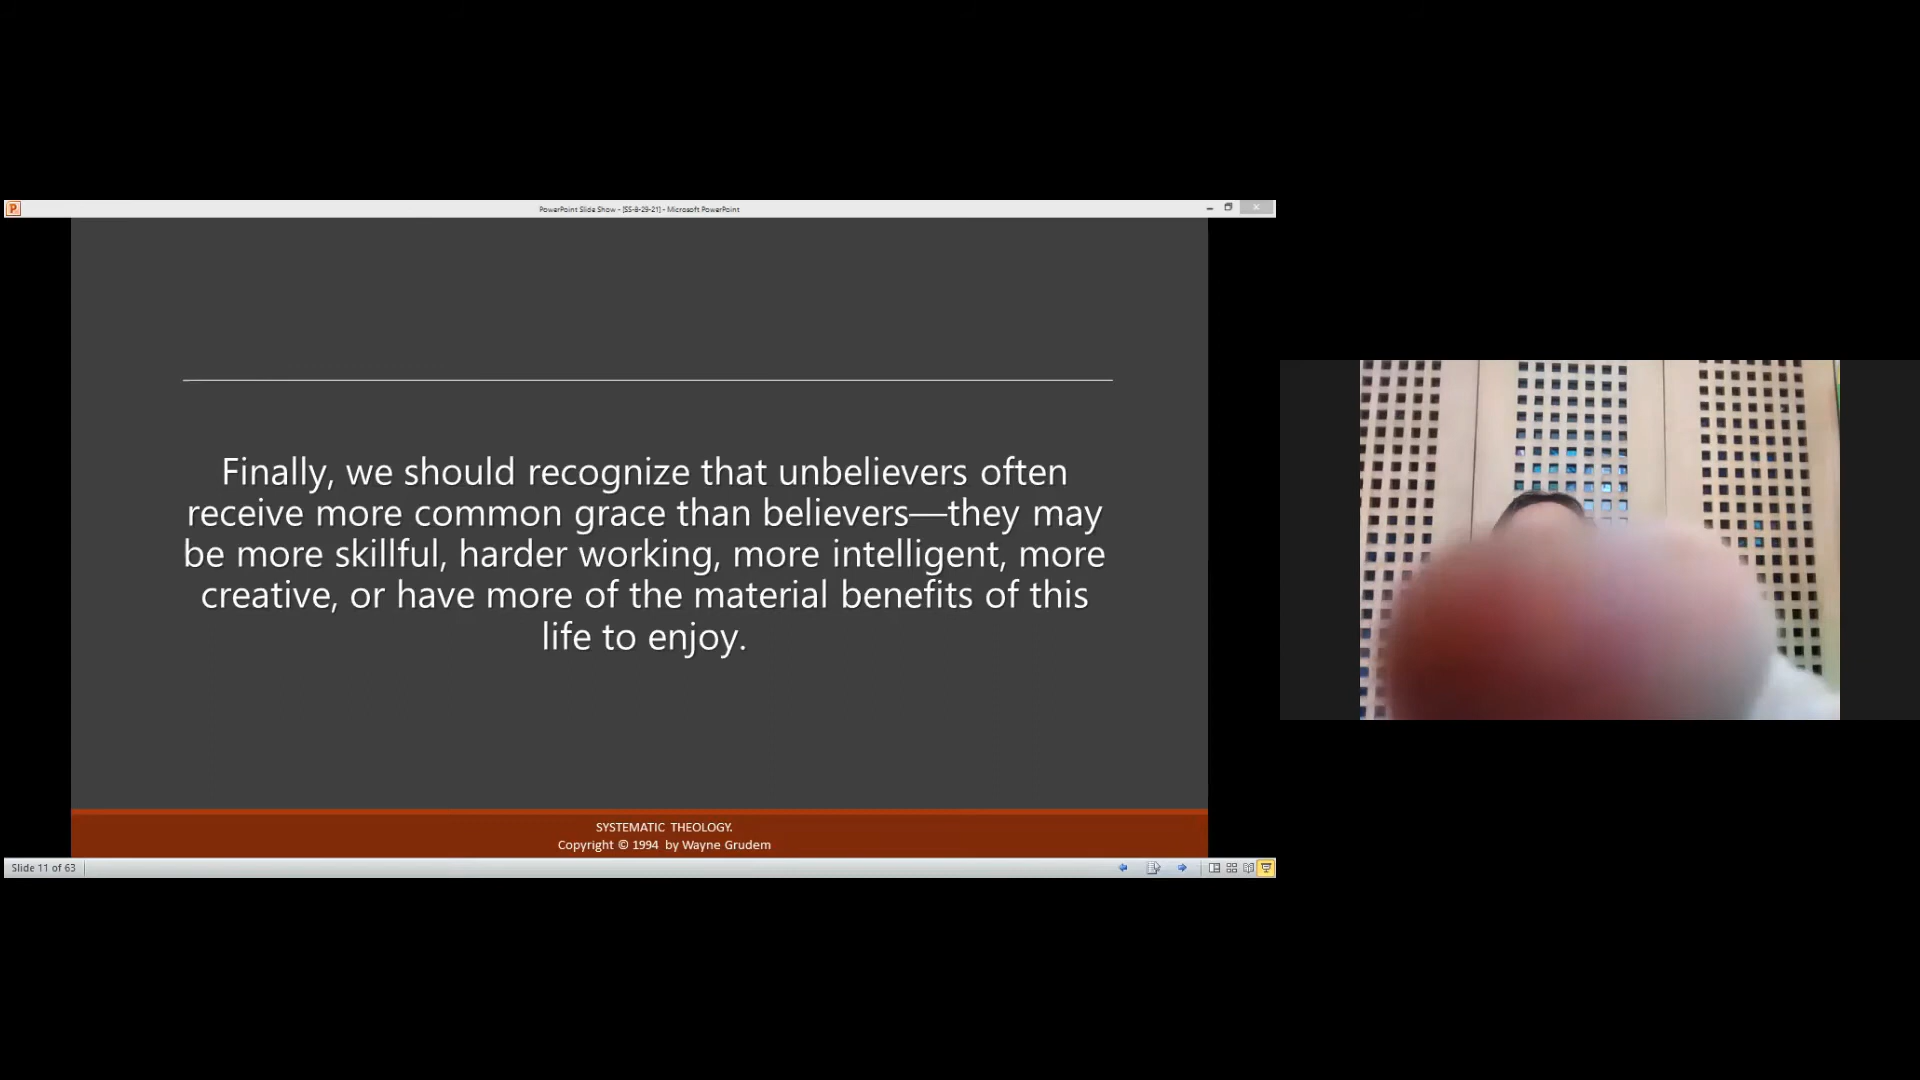 PowerPoint Slide Show - [SS-8-29-21] - Microsoft PowerPoint
Finally, we should recognize that unbelievers often
receive more common grace than believers—they may
be more skillful, harder working, more intelligent, more
creative, or have more of the material benefits of this
life to enjoy.
SYSTEMATIC THEOLOGY.
Copyright © 1994 by Wayne Grudem
Slide 11 of 63